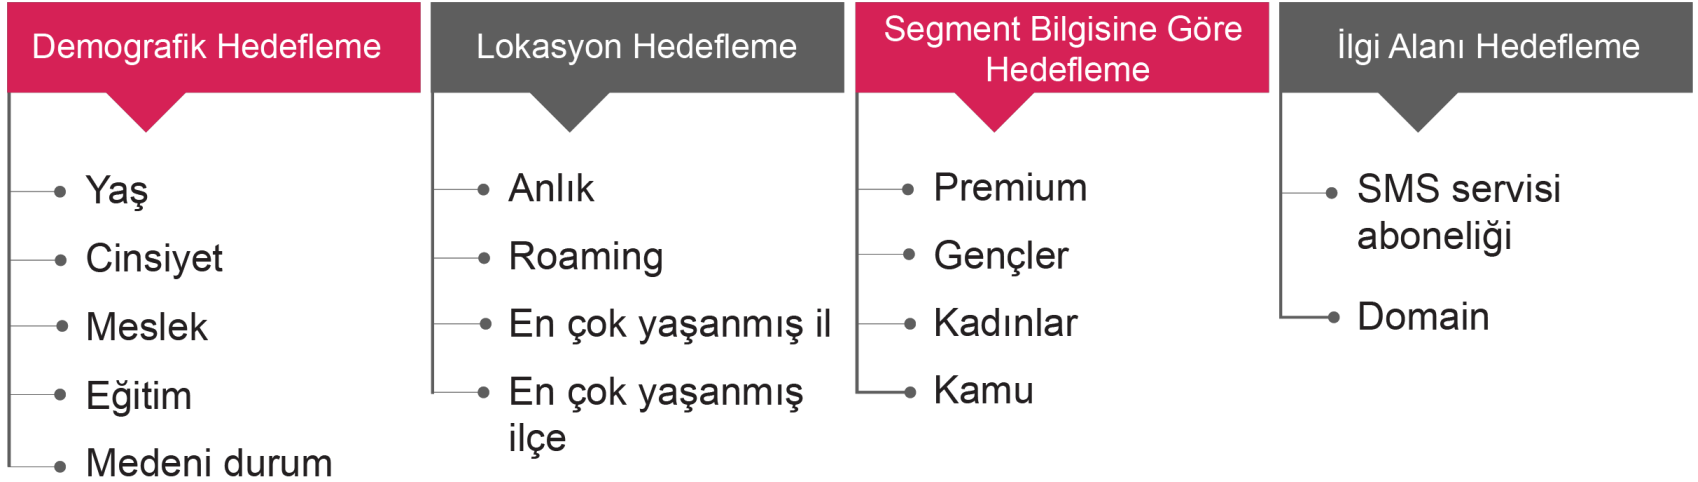 Demografik Hedefleme
Yaş
Cinsiyet
Meslek
Eğitim
Medeni durum
Lokasyon Hedefleme
Anlık
Roaming
En çok yaşanmış il
En çok yaşanmış
ilçe
Segment Bilgisine Göre
Hedefleme
Premium
Gençler
Kadınlar
Kamu
İlgi Alanı Hedefleme
SMS servisi
aboneliği
Domain